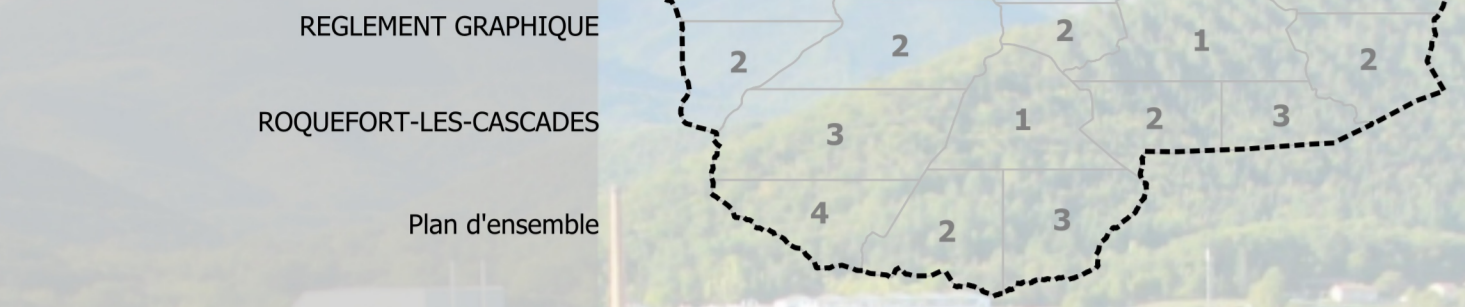 REGLEMENT GRAPHIQUE
ROQUEFORT-LES-CASCADES
Plan d'ensemble
2 2 2 1 2
3 1 2 3
4 2 3